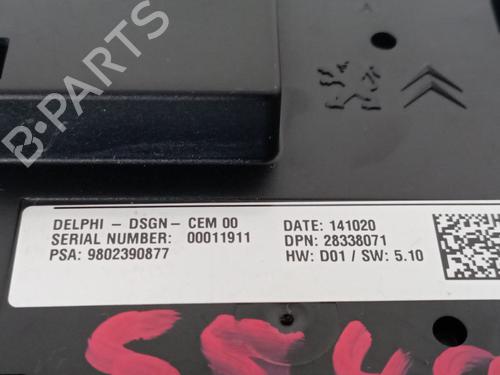 B-PARTS
DELPHI - DSGN- CEM 00
SERIAL NUMBER: 00011911
PSA: 9802390877
DATE: 141020
DPN: 28338071
HW: D01 / SW: 5.10